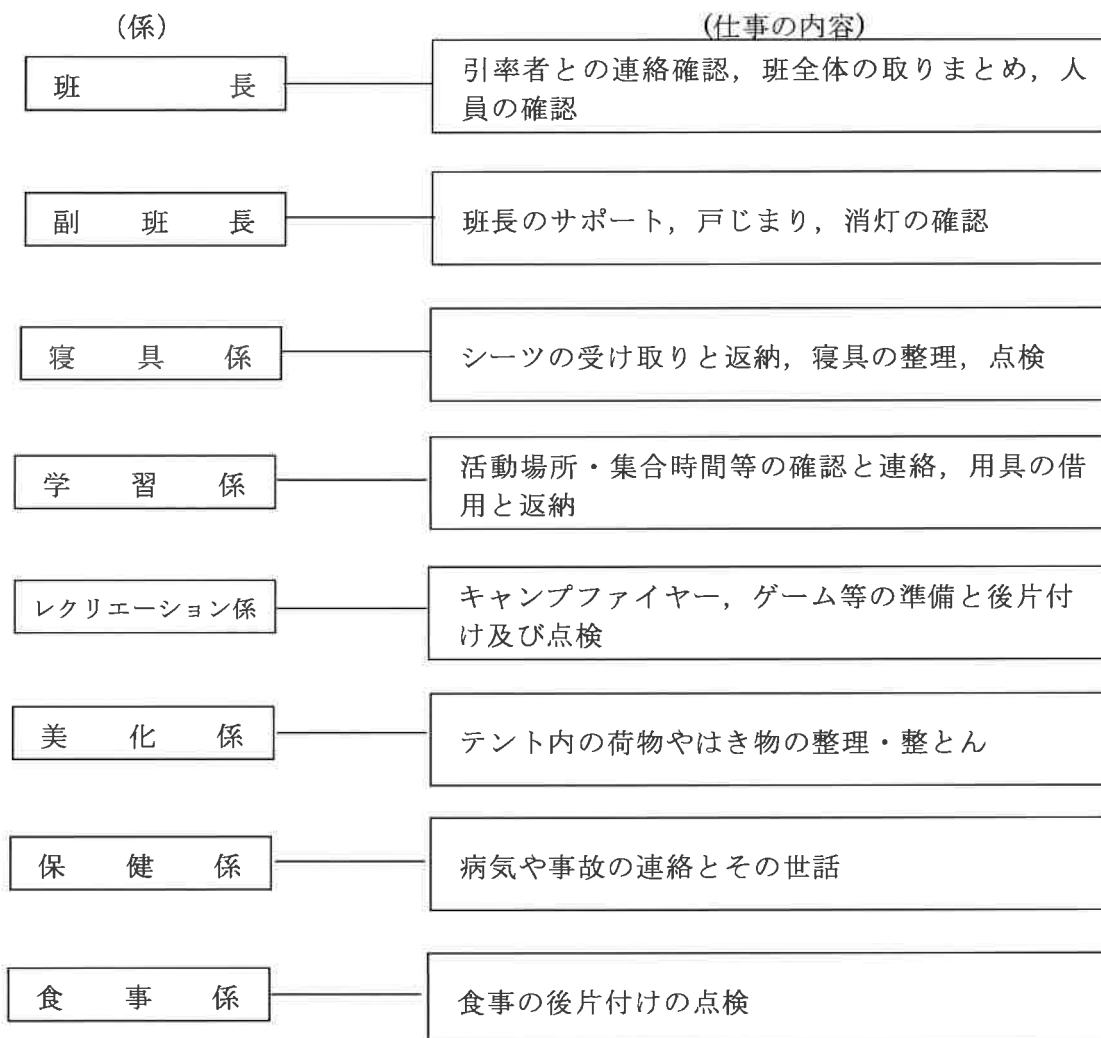 (係)
(仕事の内容)
班長
引率者との連絡確認，班全体の取りまとめ，人
員の確認
副班長
班長のサポート，戸じまり，消灯の確認
寝具係
シーツの受け取りと返納，寝具の整理，点検
学習係
活動場所・集合時間等の確認と連絡，用具の借
用と返納
レクリエーション係
キャンプファイヤー，ゲーム等の準備と後片付
け及び点検
美化係
テント内の荷物やはき物の整理・整とん
保健係
病気や事故の連絡とその世話
食事係
食事の後片付けの点検